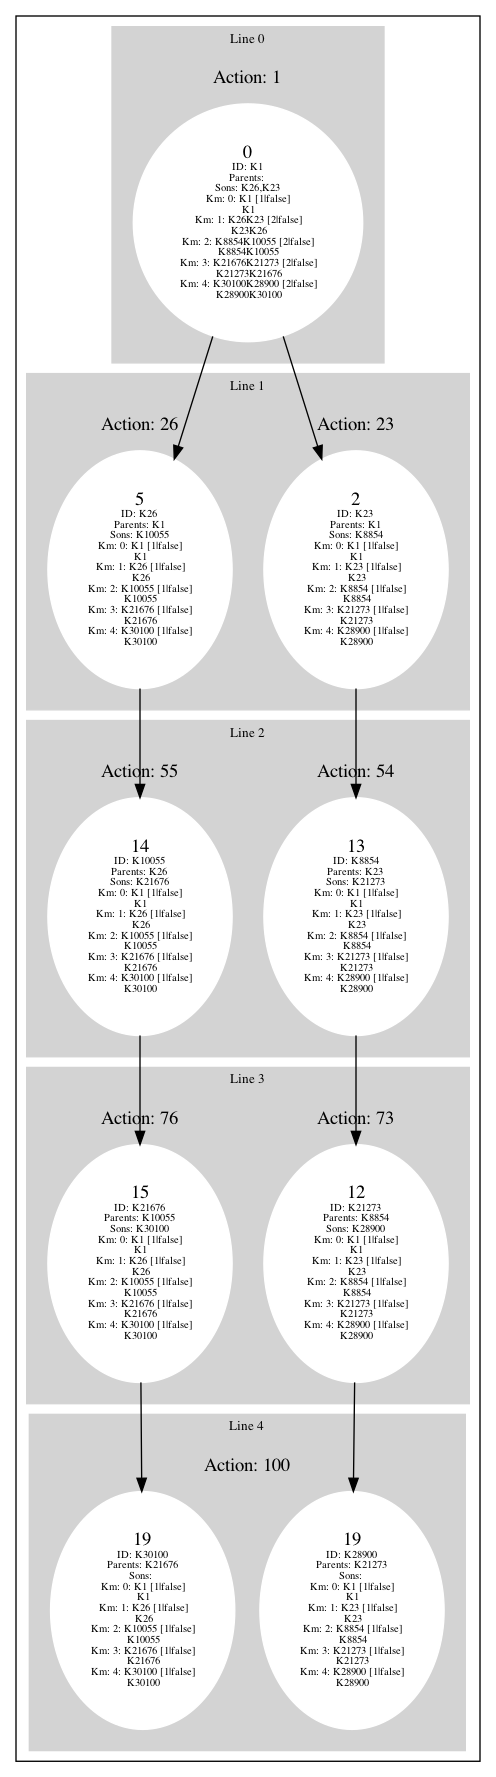 Line 0
Action: 1
0
ID: K1
Parents:
Sons: K26,K23
Km: 0: K1 [1|false]
K1
Km: 1: K26K23 [2|false]
K23K26
Km: 2: K8854K10055 [2|false]
K8854K10055
Km: 3: K21676K21273 [2|false]
K21273K21676
Km: 4: K30100K28900 [2|false]
K28900K30100
Line 1
Action: 26
5
ID: K26
Parents: K1
Sons: K10055
Km: 0: K1 [1|false]
K1
Km: 1: K26 [1|false]
K26
Km: 2: K10055 [1|false]
K10055
Km: 3: K21676 [1|false]
K21676
Km: 4: K30100 [1|false]
K30100
Action: 23
2
ID: K23
Parents: K1
Sons: K8854
Km: 0: K1 [1|false]
K1
Km: 1: K23 [1|false]
K23
Km: 2: K8854 [1|false]
K8854
Km: 3: K21273 [1|false]
K21273
Km: 4: K28900 [1|false]
K28900
Line 2
Action: 55
14
ID: K10055
Parents: K26
Sons: K21676
Km: 0: K1 [1|false]
K1
Km: 1: K26 [1|false]
K26
Km: 2: K10055 [1|false]
K10055
Km: 3: K21676 [1|false]
K21676
Km: 4: K30100 [1|false]
K30100
Action: 54
13
ID: K8854
Parents: K23
Sons: K21273
Km: 0: K1 [1|false]
K1
Km: 1: K23 [1|false]
K23
Km: 2: K8854 [1|false]
K8854
Km: 3: K21273 [1|false]
K21273
Km: 4: K28900 [1|false]
K28900
Line 3
Action: 76
15
ID: K21676
Parents: K10055
Sons: K30100
Km: 0: K1 [1|false]
K1
Km: 1: K26 [1|false]
K26
Km: 2: K10055 [1|false]
K10055
Km: 3: K21676 [1|false]
K21676
Km: 4: K30100 [1|false]
K30100
Action: 73
12
ID: K21273
Parents: K8854
Sons: K28900
Km: 0: K1 [1|false]
K1
Km: 1: K23 [1|false]
K23
Km: 2: K8854 [1|false]
K8854
Km: 3: K21273 [1|false]
K21273
Km: 4: K28900 [1|false]
K28900
Line 4
Action: 100
19
ID: K30100
Parents: K21676
Sons:
Km: 0: K1 [1|false]
K1
Km: 1: K26 [1|false]
K26
Km: 2: K10055 [1|false]
K10055
Km: 3: K21676 [1|false]
K21676
Km: 4: K30100 [1|false]
K30100
19
ID: K28900
Parents: K21273
Sons:
Km: 0: K1 [1|false]
K1
Km: 1: K23 [1|false]
K23
Km: 2: K8854 [1|false]
K8854
Km: 3: K21273 [1|false]
K21273
Km: 4: K28900 [1|false]
K28900